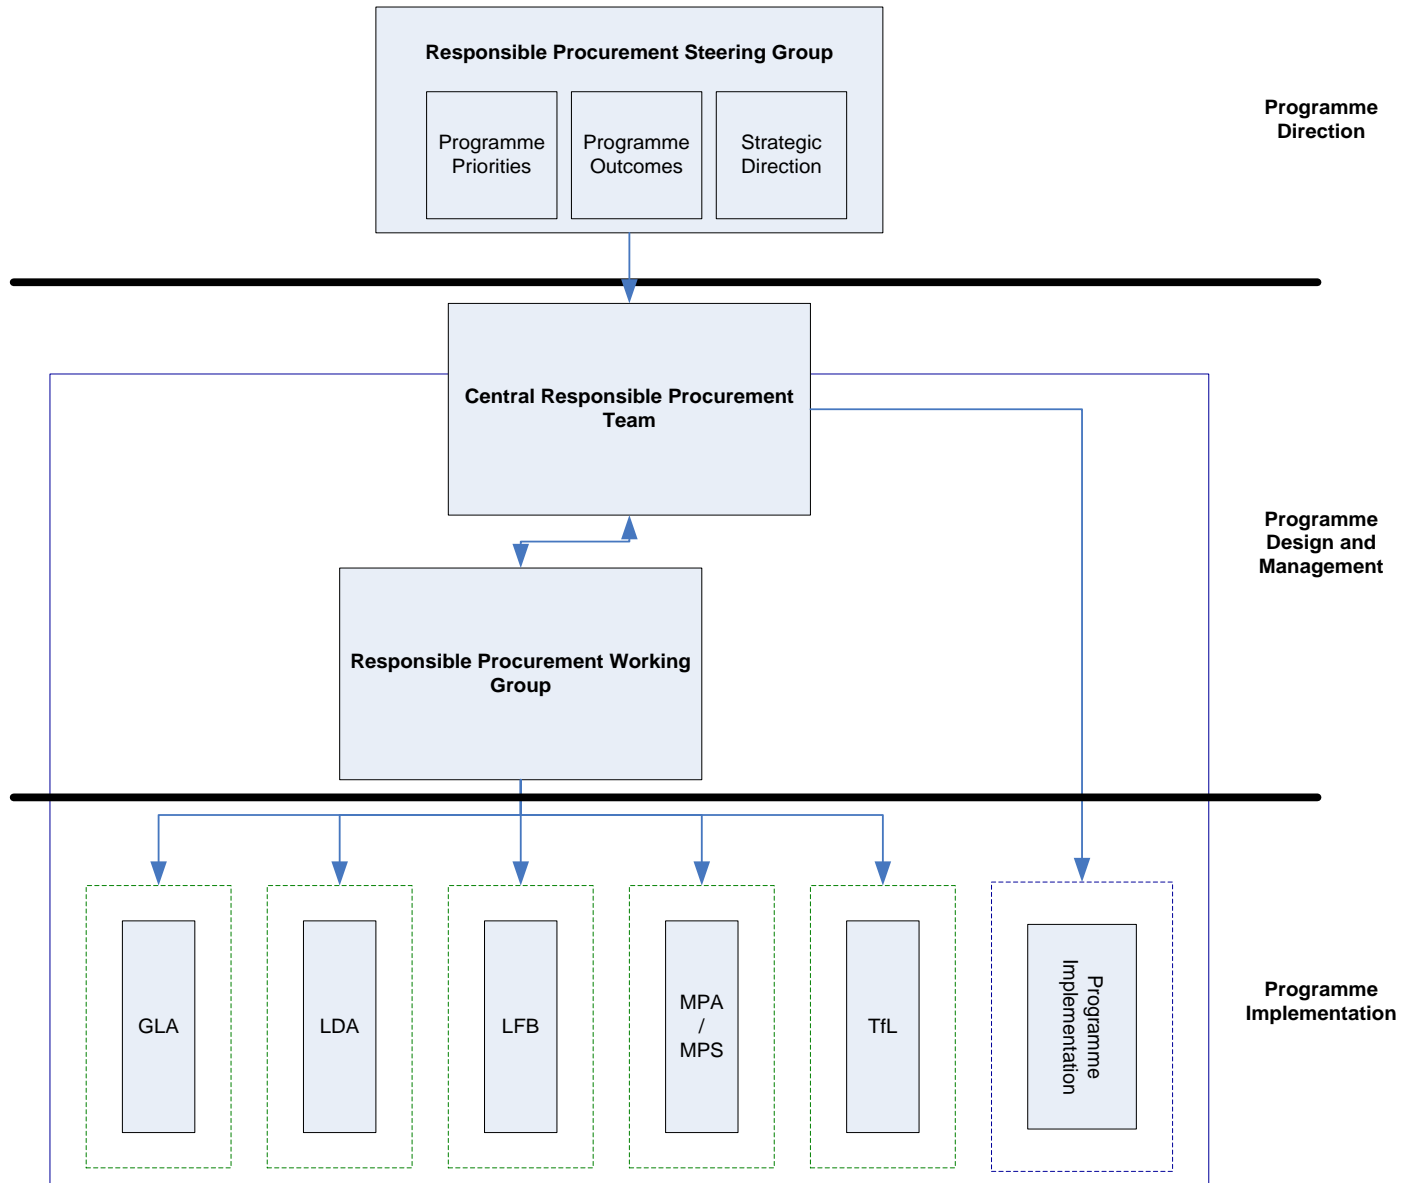 Responsible Procurement Steering Group
Programme
Priorities
Programme
Outcomes
Strategic
Direction
Programme
Direction
Central Responsible Procurement
Team
Programme
Design and
Management
Responsible Procurement Working
Group
GLA
LDA
LFB
MPA
/
MPS
TfL
Programme
Implementation
Programme
Implementation